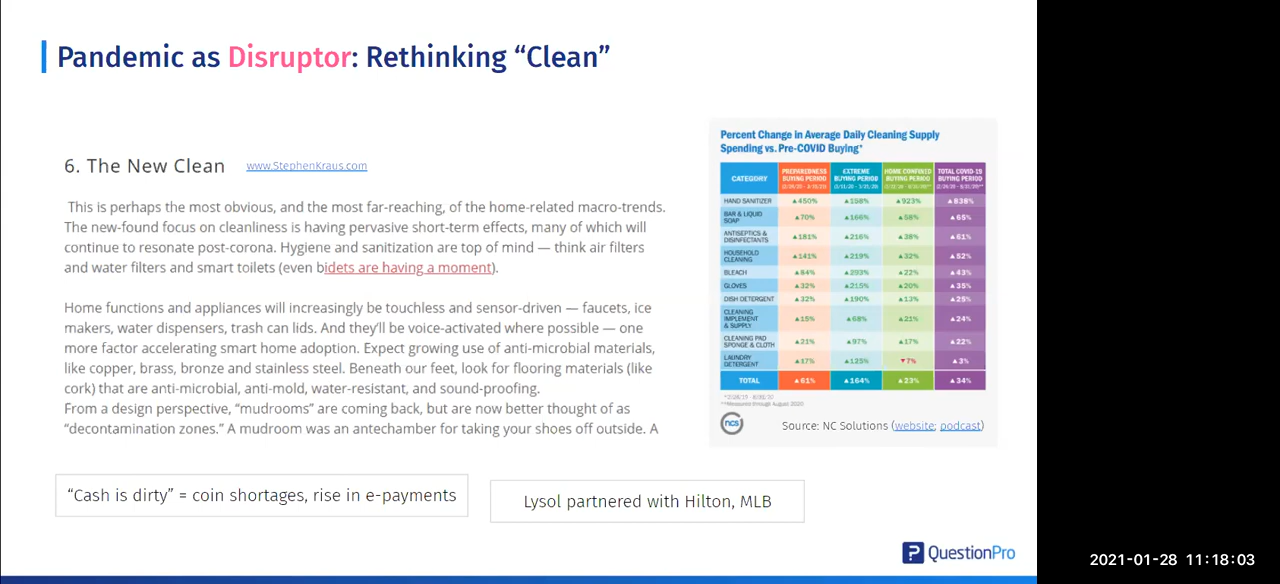 Pandemic as Disruptor: Rethinking “Clean”
6. The New Clean www.StephenKraus.com
This is perhaps the most obvious, and the most far-reaching, of the home-related macro-trends.
The new-found focus on cleanliness is having pervasive short-term effects, many of which will
continue to resonate post-corona. Hygiene and sanitization are top of mind — think air filters
and water filters and smart toilets (even bidets are having a moment).
Home functions and appliances will increasingly be touchless and sensor-driven — faucets, ice
makers, water dispensers, trash can lids. And they’ll be voice-activated where possible — one
more factor accelerating smart home adoption. Expect growing use of anti-microbial materials,
like copper, brass, bronze and stainless steel. Beneath our feet, look for flooring materials (like
cork) that are anti-microbial, anti-mold, water-resistant, and sound-proofing.
From a design perspective, “mudrooms” are coming back, but are now better thought of as
“decontamination zones.” A mudroom was an antechamber for taking your shoes off outside. A
Percent Change in Average Daily Cleaning Supply
Spending vs. Pre-COVID Buying*
CATEGORY PREPAREDNESS BUYING PERIOD EXTREME BUYING PERIOD HOME CONFINED BUYING PERIOD TOTAL COVID-19 BUYING PERIOD
HAND SANITIZER ▲450% ▲158% ▲923% ▲838%
BAR & LIQUID
SOAP ▲70% ▲166% ▲58% ▲65%
ANTISEPTICS &
DISINFECTANTS ▲181% ▲216% ▲38% ▲61%
HOUSEHOLD
CLEANING ▲141% ▲219% ▲32% ▲52%
BLEACH ▲84% ▲293% ▲22% ▲43%
GLOVES ▲32% ▲215% ▲20% ▲35%
DISH DETERGENT ▲32% ▲190% ▲13% ▲25%
CLEANING
IMPLEMENT
& SUPPLY ▲15% ▲68% ▲21% ▲24%
CLEANING PAD
SPONGE & CLOTH ▲21% ▲97% ▲17% ▲22%
LAUNDRY
DETERGENT ▲17% ▲125% ▼7% ▲3%
TOTAL ▲61% ▲164% ▲23% ▲34%
**Measured through August 2020
ncs
Source: NC Solutions (website; podcast)
“Cash is dirty” = coin shortages, rise in e-payments
Lysol partnered with Hilton, MLB
QuestionPro
2021-01-28 11:18:03